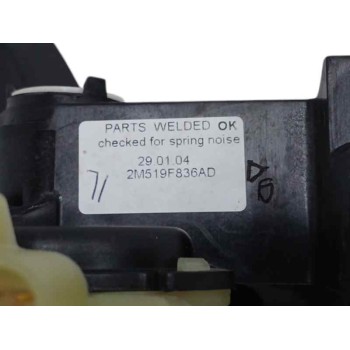 PARTS WELDED OK
checked for spring noise
29.01.04
2M519F836AD